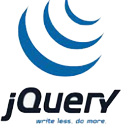 jQuery
write less, do more.